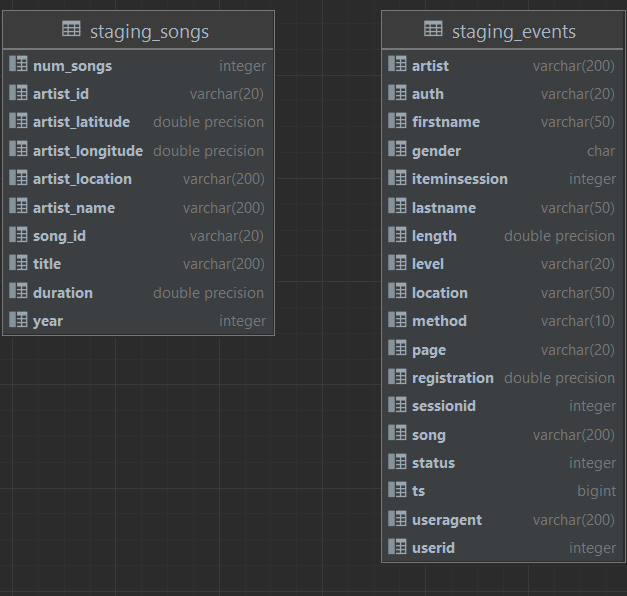 staging_songs
num_songs integer
artist_id varchar(20)
artist_latitude double precision
artist_longitude double precision
artist_location varchar(200)
artist_name varchar(200)
song_id varchar(20)
title varchar(200)
duration double precision
year integer
staging_events
artist varchar(200)
auth varchar(20)
firstname varchar(50)
gender char
iteminsession integer
lastname varchar(50)
length double precision
level varchar(20)
location varchar(50)
method varchar(10)
page varchar(20)
registration double precision
sessionid integer
song varchar(200)
status integer
ts bigint
useragent varchar(200)
userid integer